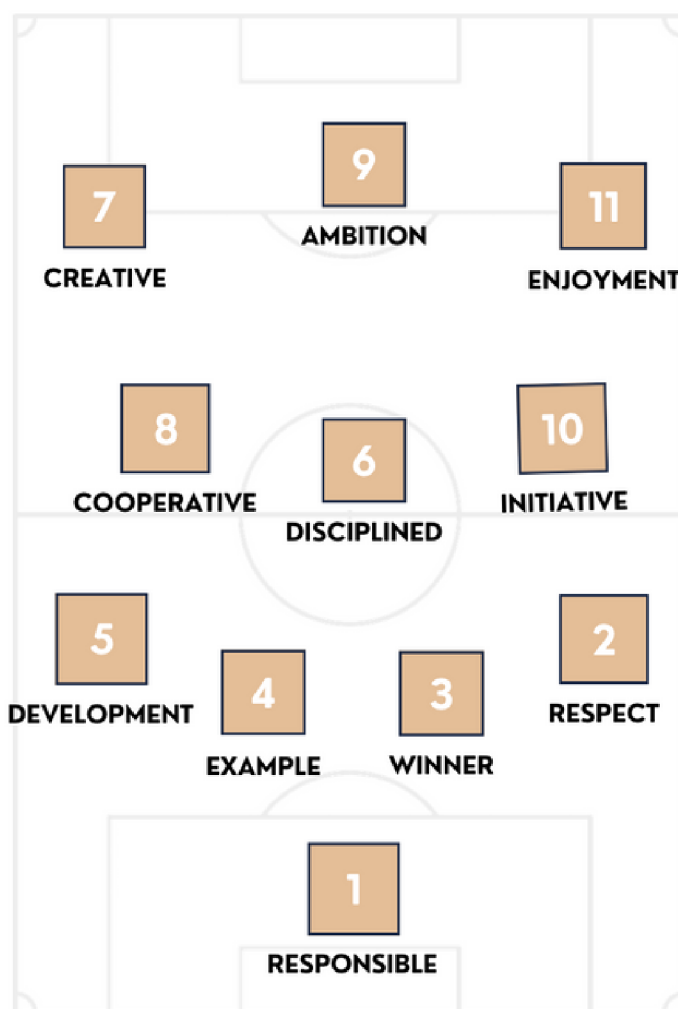 9
AMBITION
7
CREATIVE
11
ENJOYMENT
8
COOPERATIVE
6
DISCIPLINED
10
INITIATIVE
5
DEVELOPMENT
4
EXAMPLE
3
WINNER
2
RESPECT
1
RESPONSIBLE